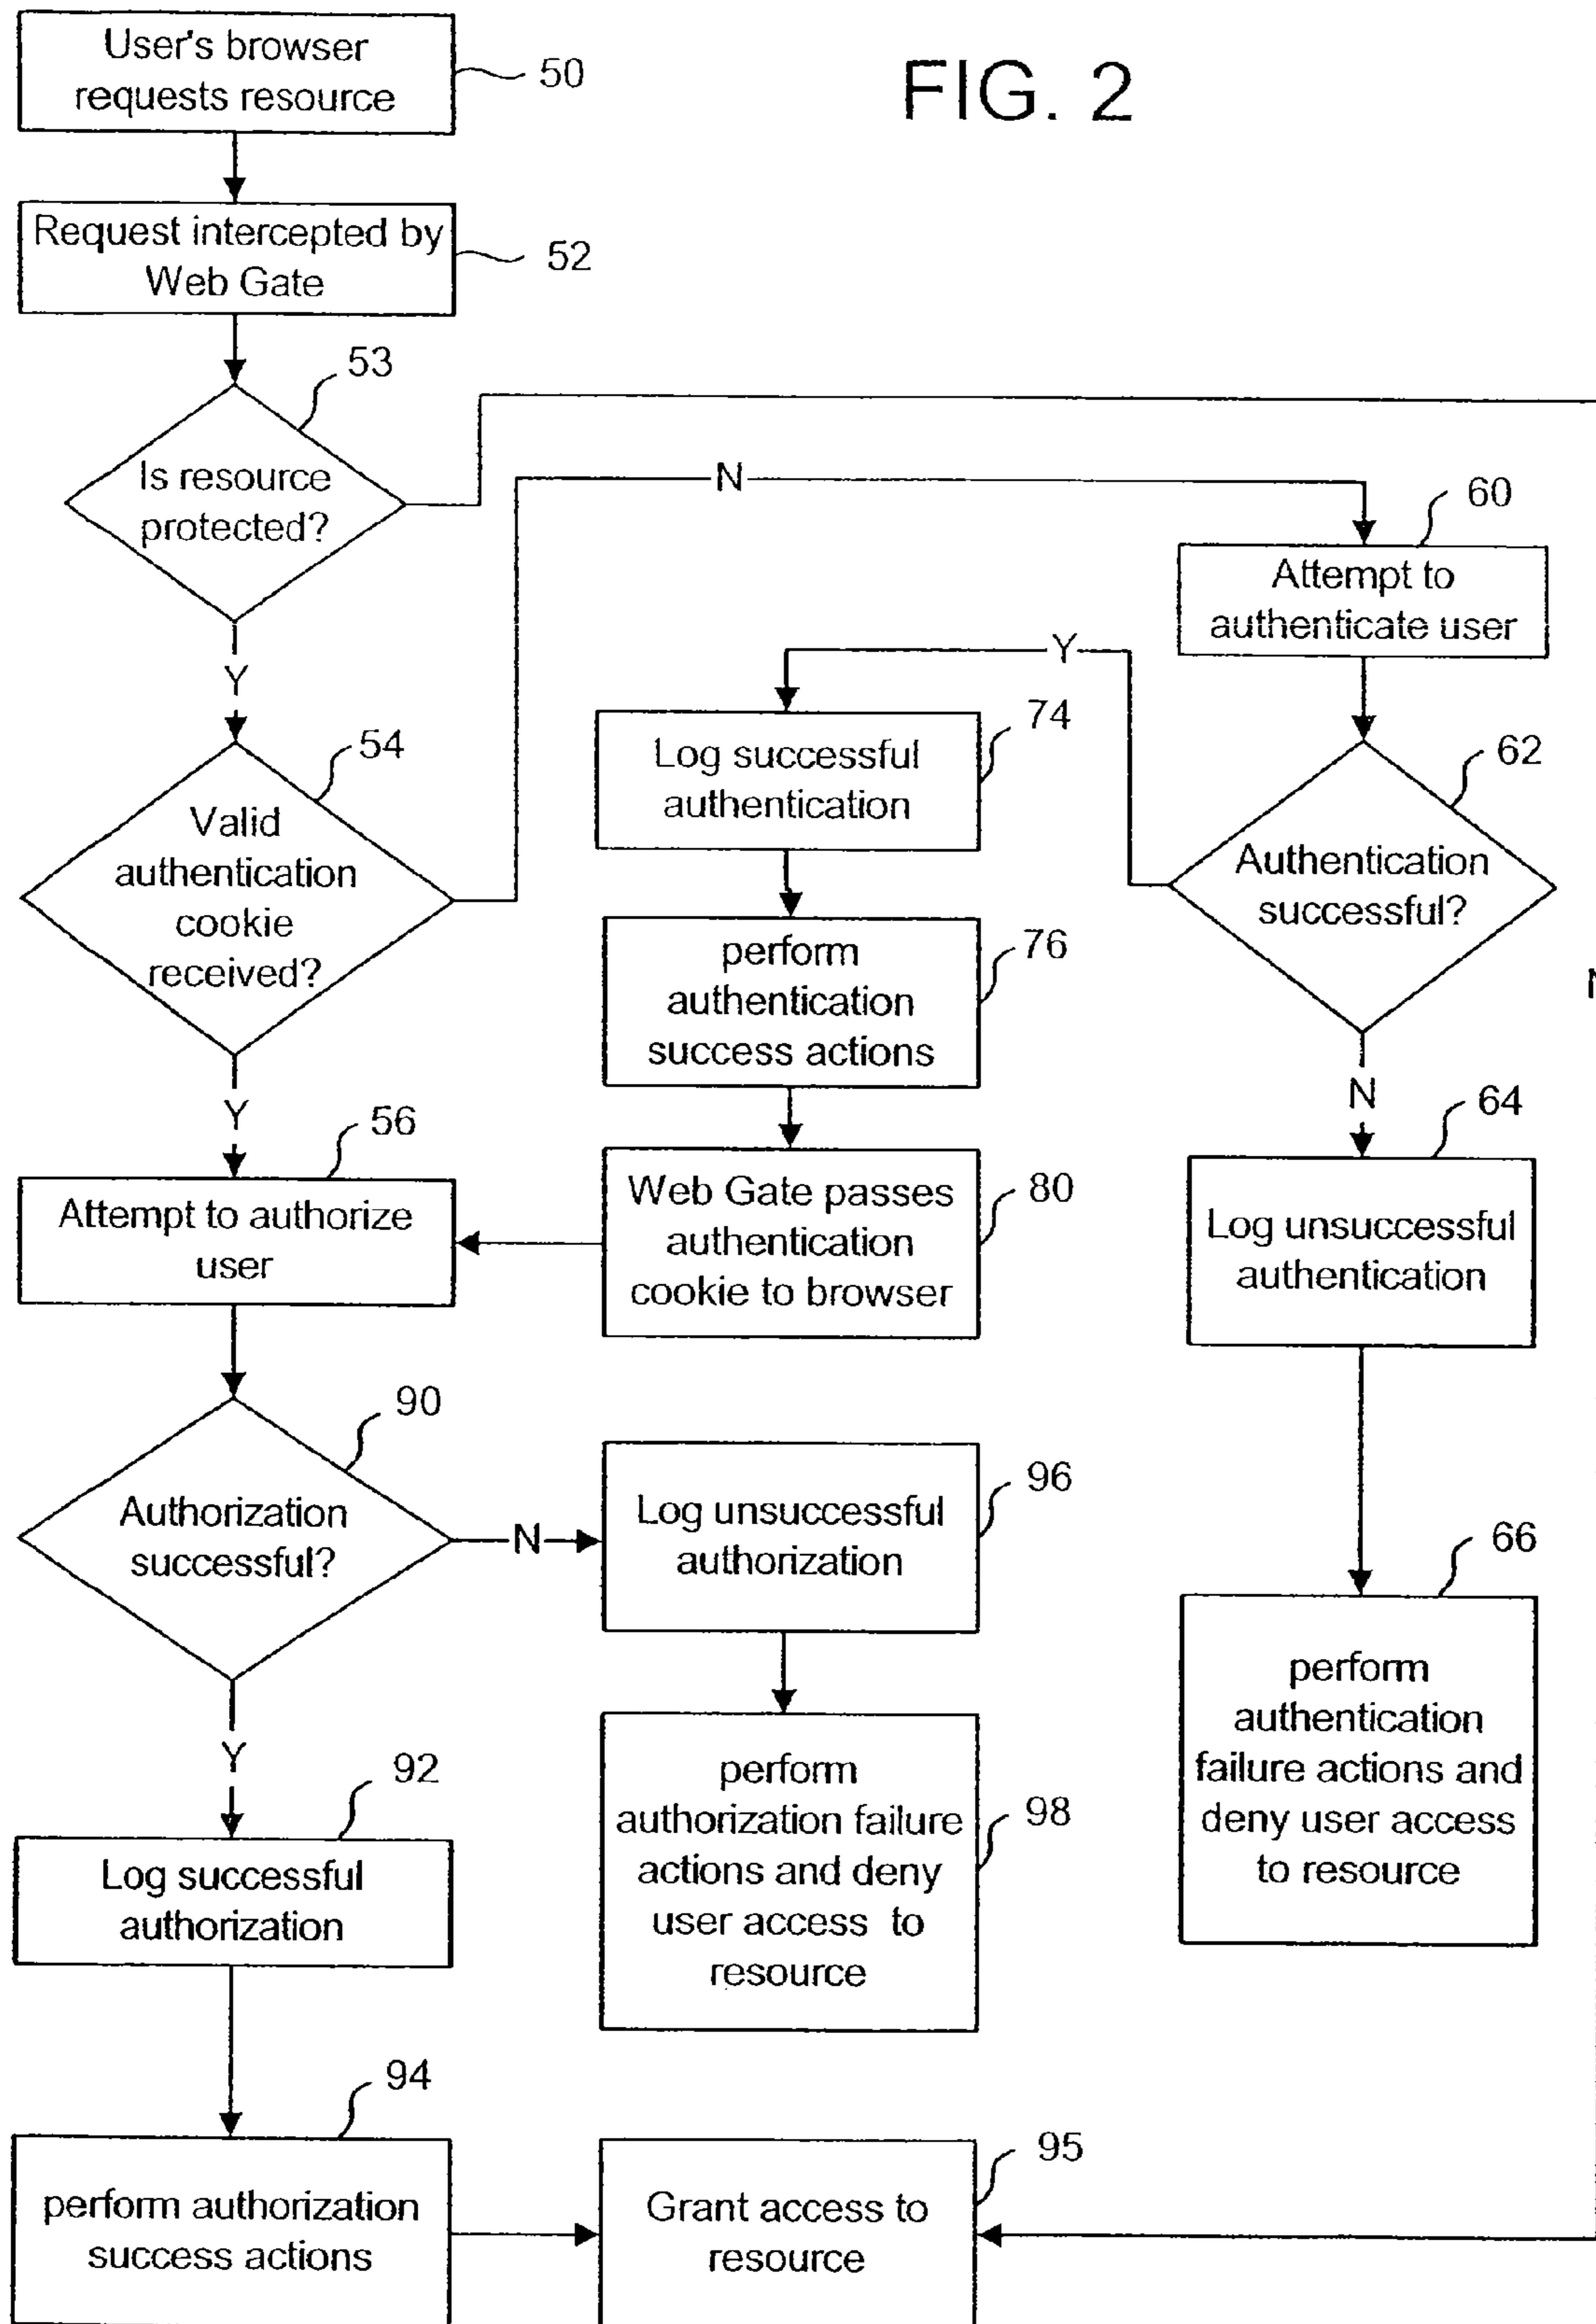 User's browser
requests resource
50
FIG. 2
Request intercepted by
Web Gate
52
53
Is resource
protected?
N
60
Attempt to
authenticate user
Y
Y
74
Log successful
authentication
54
Valid
authentication
cookie
received?
62
Authentication
successful?
76
perform
authentication
success actions
N
Y
56
Attempt to authorize
user
Web Gate passes
authentication
cookie to browser
80
64
Log unsuccessful
authentication
90
Authorization
successful?
N
96
Log unsuccessful
authorization
66
perform
authentication
failure actions and
deny user access
to resource
Y
92
Log successful
authorization
perform
authorization failure
actions and deny
user access to
resource
98
94
perform authorization
success actions
95
Grant access to
resource